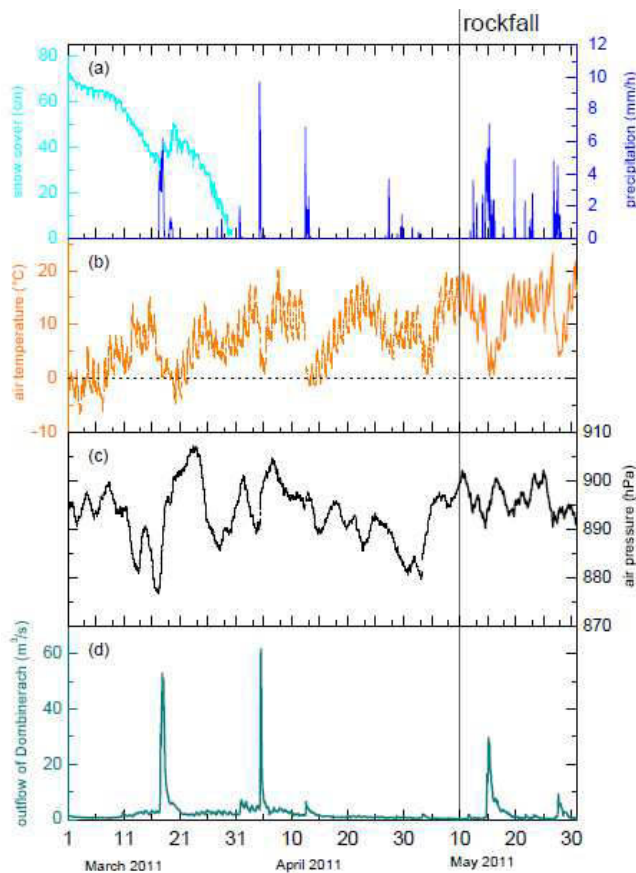 rockfall
80
60
40
20
0
snow cover (cm)
(a)
12
10
8
6
4
2
0
precipitation (mm/h)
20
10
0
-10
air temperature (°C)
(b)
910
900
890
880
870
air pressure (hPa)
(c)
60
40
20
0
outflow of Dombinerach (m³/s)
(d)
1 11 21 31 10 20 30 10 20 30
March 2011 April 2011 May 2011